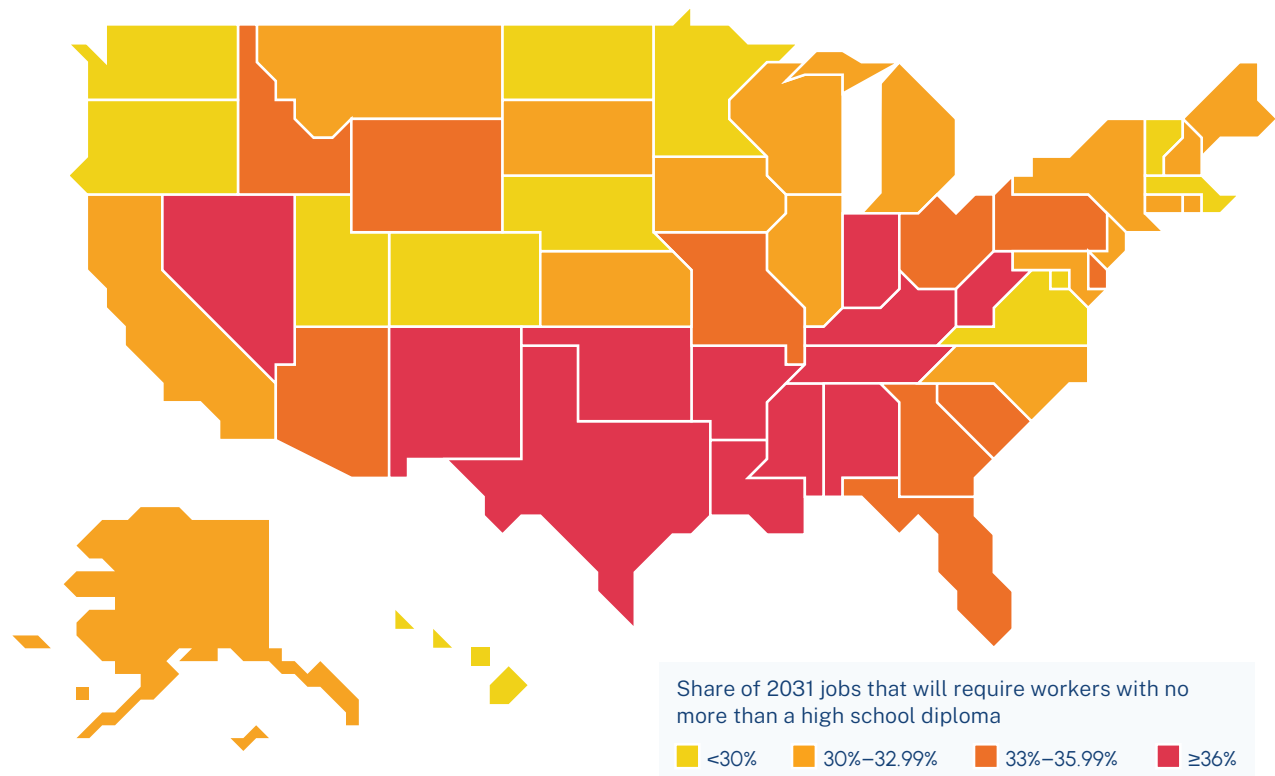 Share of 2031 jobs that will require workers with no
more than a high school diploma
<30% 30%–32.99% 33%–35.99% ≥36%